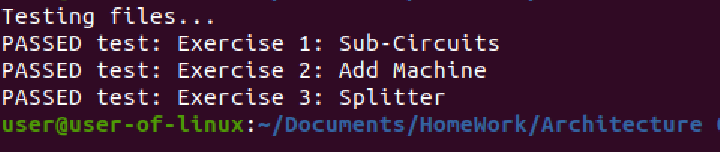 Testing files...
PASSED test: Exercise 1: Sub-Circuits
PASSED test: Exercise 2: Add Machine
PASSED test: Exercise 3: Splitter
user@user-of-linux:~/Documents/HomeWork/Architecture